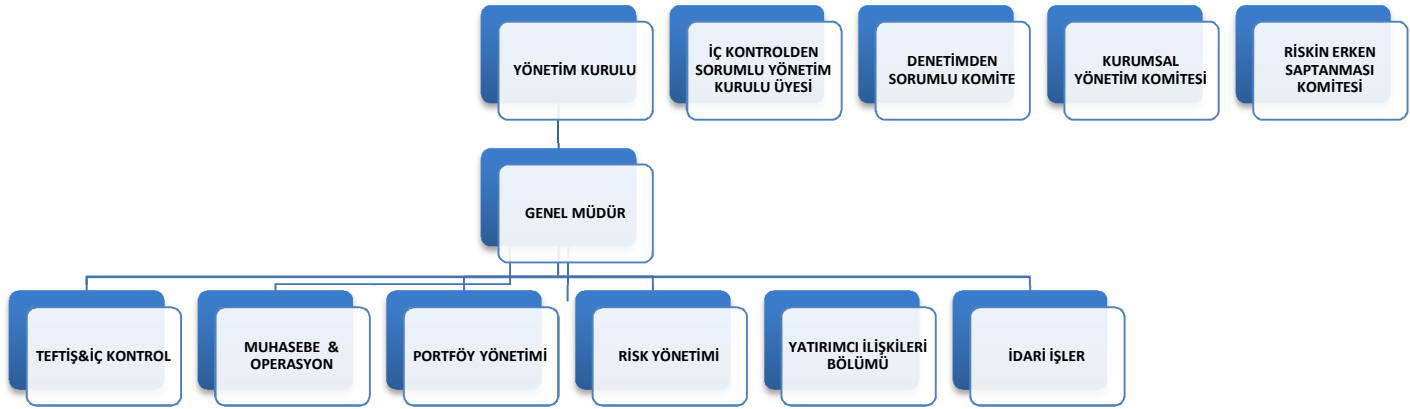 YÖNETİM KURULU
İÇ KONTROLDEN
SORUMLU YÖNETİM
KURULU ÜYESİ
DENETİMDEN
SORUMLU KOMİTE
KURUMSAL
YÖNETİM KOMİTESİ
RİSKİN ERKEN
SAPTANMASI
KOMİTESİ
GENEL MÜDÜR
TEFTİŞ&İÇ KONTROL
MUHASEBE &
OPERASYON
PORTFÖY YÖNETİMİ
RİSK YÖNETİMİ
YATIRIMCI İLİŞKİLERİ
BÖLÜMÜ
İDARİ İŞLER